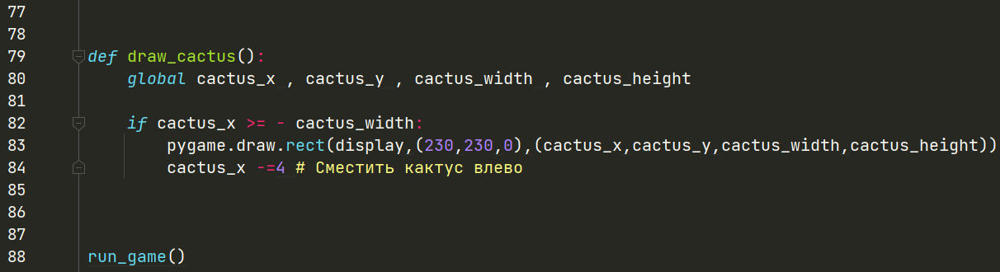 77
78
79 def draw_cactus():
80 global cactus_x , cactus_y , cactus_width , cactus_height
81
82 if cactus_x >= - cactus_width:
83 pygame.draw.rect(display,(230,230,0),(cactus_x,cactus_y,cactus_width,cactus_height))
84 cactus_x -=4 # Сместить кактус влево
85
86
87
88 run_game()